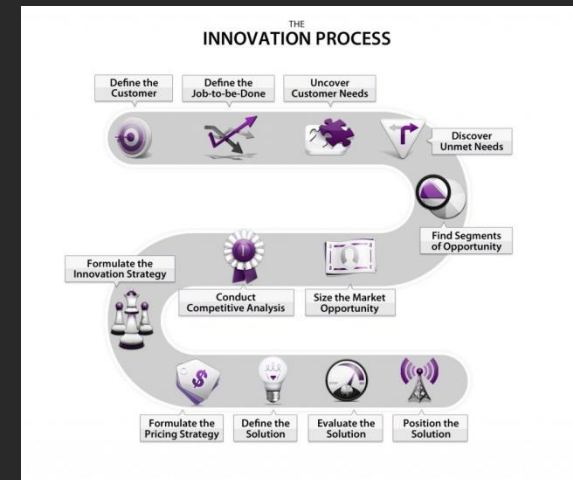 THE
INNOVATION PROCESS
Define the
Customer
Define the
Job-to-be-Done
Uncover
Customer Needs
Discover
Unmet Needs
Find Segments
of Opportunity
Size the Market
Opportunity
Conduct
Competitive Analysis
Formulate the
Innovation Strategy
Formulate the
Pricing Strategy
$
Define the
Solution
Evaluate the
Solution
Position the
Solution